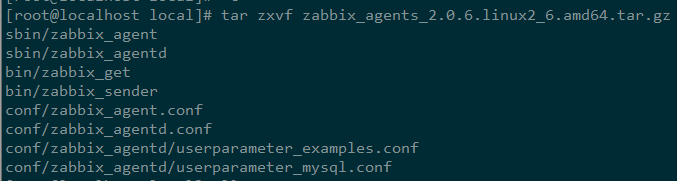 [root@localhost local]# tar zxvf zabbix_agents_2.0.6.linux2_6.amd64.tar.gz
sbin/zabbix_agent
sbin/zabbix_agentd
bin/zabbix_get
bin/zabbix_sender
conf/zabbix_agent.conf
conf/zabbix_agentd.conf
conf/zabbix_agentd/userparameter_examples.conf
conf/zabbix_agentd/userparameter_mysql.conf